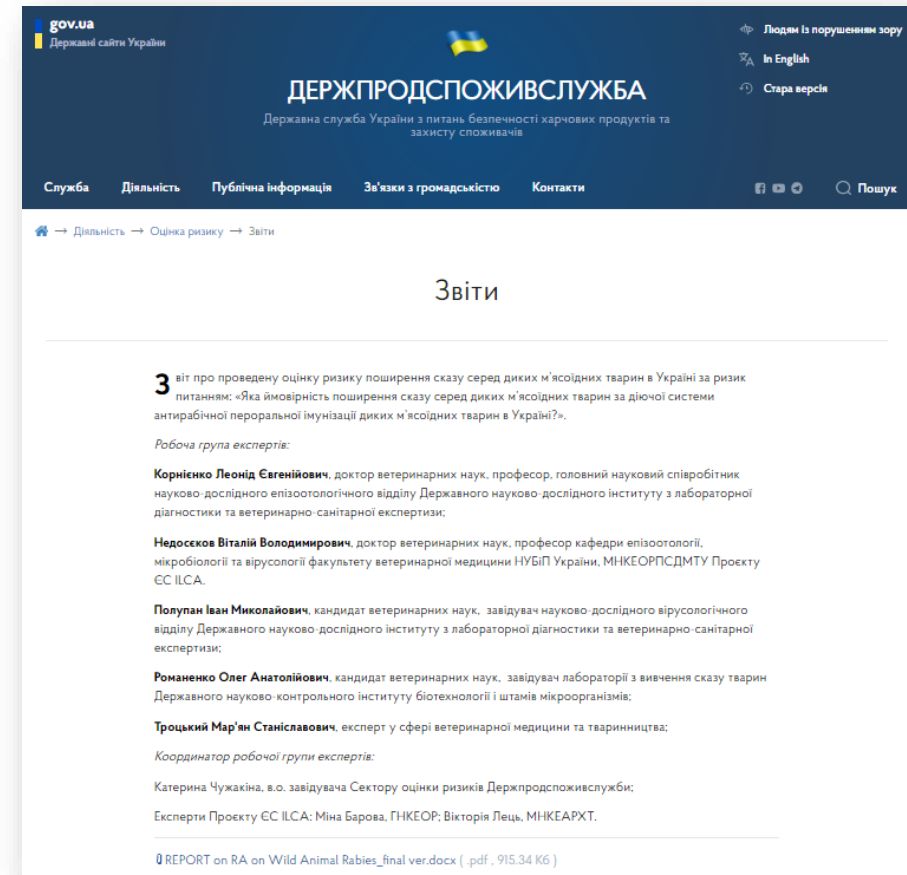 gov.ua
Державні сайти України
Людям із порушенням зору
In English
Стара версія
ДЕРЖПРОДСПОЖИВСЛУЖБА
Державна служба України з питань безпечності харчових продуктів та
захисту споживачів
Служба Діяльність Публічна інформація Зв'язки з громадськістю Контакти Пошук
→ Діяльність → Оцінка ризику → Звіти
Звіти
Звіт про проведену оцінку ризику поширення сказу серед диких м'ясоїдних тварин в Україні за ризик
питанням: «Яка ймовірність поширення сказу серед диких м'ясоїдних тварин за діючої системи
антирабічної пероральної імунізації диких м'ясоїдних тварин в Україні?».
Робоча група експертів:
Корнієнко Леонід Євгенійович, доктор ветеринарних наук, професор, головний науковий співробітник
науково-дослідного епізоотологічного відділу Державного науково-дослідного інституту з лабораторної
діагностики та ветеринарно-санітарної експертизи;
Недосєков Віталій Володимирович, доктор ветеринарних наук, професор кафедри епізоотології,
мікробіології та вірусології факультету ветеринарної медицини НУБіП України, МНКЕОРПСДМТУ Проєкту
ЄС ILCA.
Полупан Іван Миколайович, кандидат ветеринарних наук, завідувач науково-дослідного вірусологічного
відділу Державного науково-дослідного інституту з лабораторної діагностики та ветеринарно-санітарної
експертизи;
Романенко Олег Анатолійович, кандидат ветеринарних наук, завідувач лабораторії з вивчення сказу тварин
Державного науково-контрольного інституту біотехнології і штамів мікроорганізмів;
Троцький Мар'ян Станіславович, експерт у сфері ветеринарної медицини та тваринництва;
Координатор робочої групи експертів:
Катерина Чужакіна, в.о. завідувача Сектору оцінки ризиків Держпродспоживслужби;
Експерти Проєкту ЄС ILCA: Міна Барова, ГНКЕОР; Вікторія Лець, МНКЕАРХТ.
REPORT on RA on Wild Animal Rabies_final ver.docx ( .pdf , 915.34 Кб )